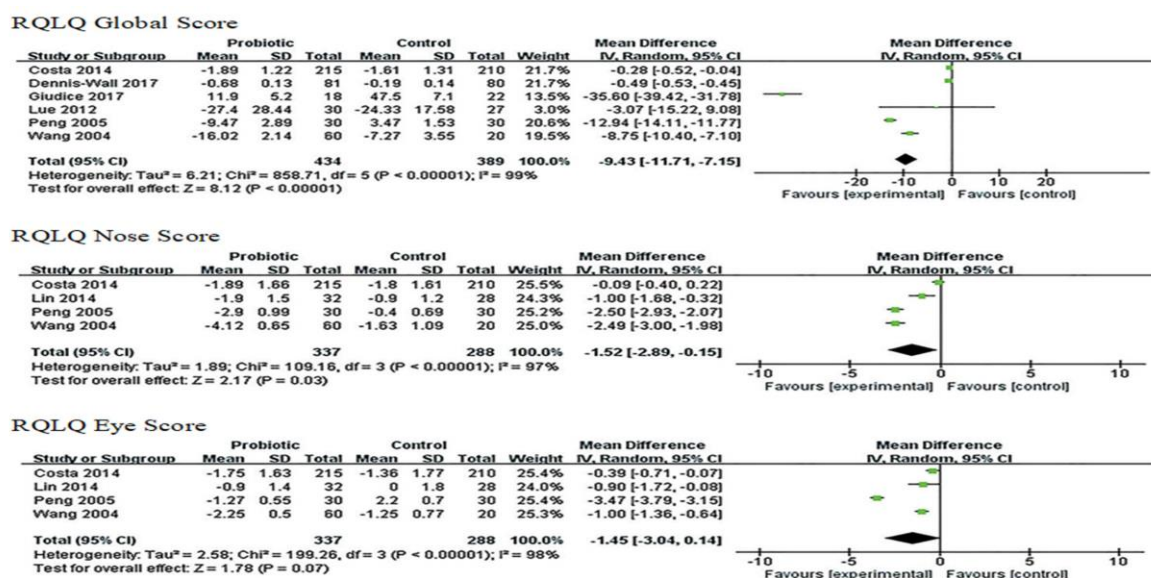 RQLQ Global Score
Probiotic Control Mean Difference Mean Difference
Study or Subgroup Mean SD Total Mean SD Total Weight IV, Random, 95% CI IV, Random, 95% CI
Costa 2014 -1.89 1.22 215 -1.61 1.31 210 21.7% -0.28 [-0.52, -0.04]
Dennis-Wall 2017 -0.68 0.13 81 -0.19 0.14 80 21.7% -0.49 [-0.53, -0.45]
Giudice 2017 11.9 5.2 18 47.5 7.1 22 13.5% -35.60 [-39.42, -31.78]
Lue 2012 -27.4 28.44 30 -24.33 17.58 27 3.0% -3.07 [-15.22, 9.08]
Peng 2005 -9.47 2.89 30 3.47 1.53 30 20.6% -12.94 [-14.11, -11.77]
Wang 2004 -16.02 2.14 60 -7.27 3.55 20 19.5% -8.75 [-10.40, -7.10]
Total (95% CI) 434 389 100.0% -9.43 [-11.71, -7.15]
Heterogeneity: Tau² = 6.21; Chi² = 858.71, df = 5 (P < 0.00001); I² = 99%
Test for overall effect: Z = 8.12 (P < 0.00001)
-20 -10 0 10 20
Favours [experimental] Favours [control]
RQLQ Nose Score
Probiotic Control Mean Difference Mean Difference
Study or Subgroup Mean SD Total Mean SD Total Weight IV, Random, 95% CI IV, Random, 95% CI
Costa 2014 -1.89 1.66 215 -1.8 1.61 210 25.5% -0.09 [-0.40, 0.22]
Lin 2014 -1.9 1.5 32 -0.9 1.2 28 24.3% -1.00 [-1.68, -0.32]
Peng 2005 -2.9 0.99 30 -0.4 0.69 30 25.2% -2.50 [-2.93, -2.07]
Wang 2004 -4.12 0.65 60 -1.63 1.09 20 25.0% -2.49 [-3.00, -1.98]
Total (95% CI) 337 288 100.0% -1.52 [-2.89, -0.15]
Heterogeneity: Tau² = 1.89; Chi² = 109.16, df = 3 (P < 0.00001); I² = 97%
Test for overall effect: Z = 2.17 (P = 0.03)
-10 -5 0 5 10
Favours [experimental] Favours [control]
RQLQ Eye Score
Probiotic Control Mean Difference Mean Difference
Study or Subgroup Mean SD Total Mean SD Total Weight IV, Random, 95% CI IV, Random, 95% CI
Costa 2014 -1.75 1.63 215 -1.36 1.77 210 25.4% -0.39 [-0.71, -0.07]
Lin 2014 -0.9 1.4 32 0 1.8 28 24.0% -0.90 [-1.72, -0.08]
Peng 2005 -1.27 0.55 30 2.2 0.7 30 25.4% -3.47 [-3.79, -3.15]
Wang 2004 -2.25 0.5 60 -1.25 0.77 20 25.3% -1.00 [-1.36, -0.64]
Total (95% CI) 337 288 100.0% -1.45 [-3.04, 0.14]
Heterogeneity: Tau² = 2.58; Chi² = 199.26, df = 3 (P < 0.00001); I² = 98%
Test for overall effect: Z = 1.78 (P = 0.07)
-10 -5 0 5 10
Favours [experimental] Favours [control]